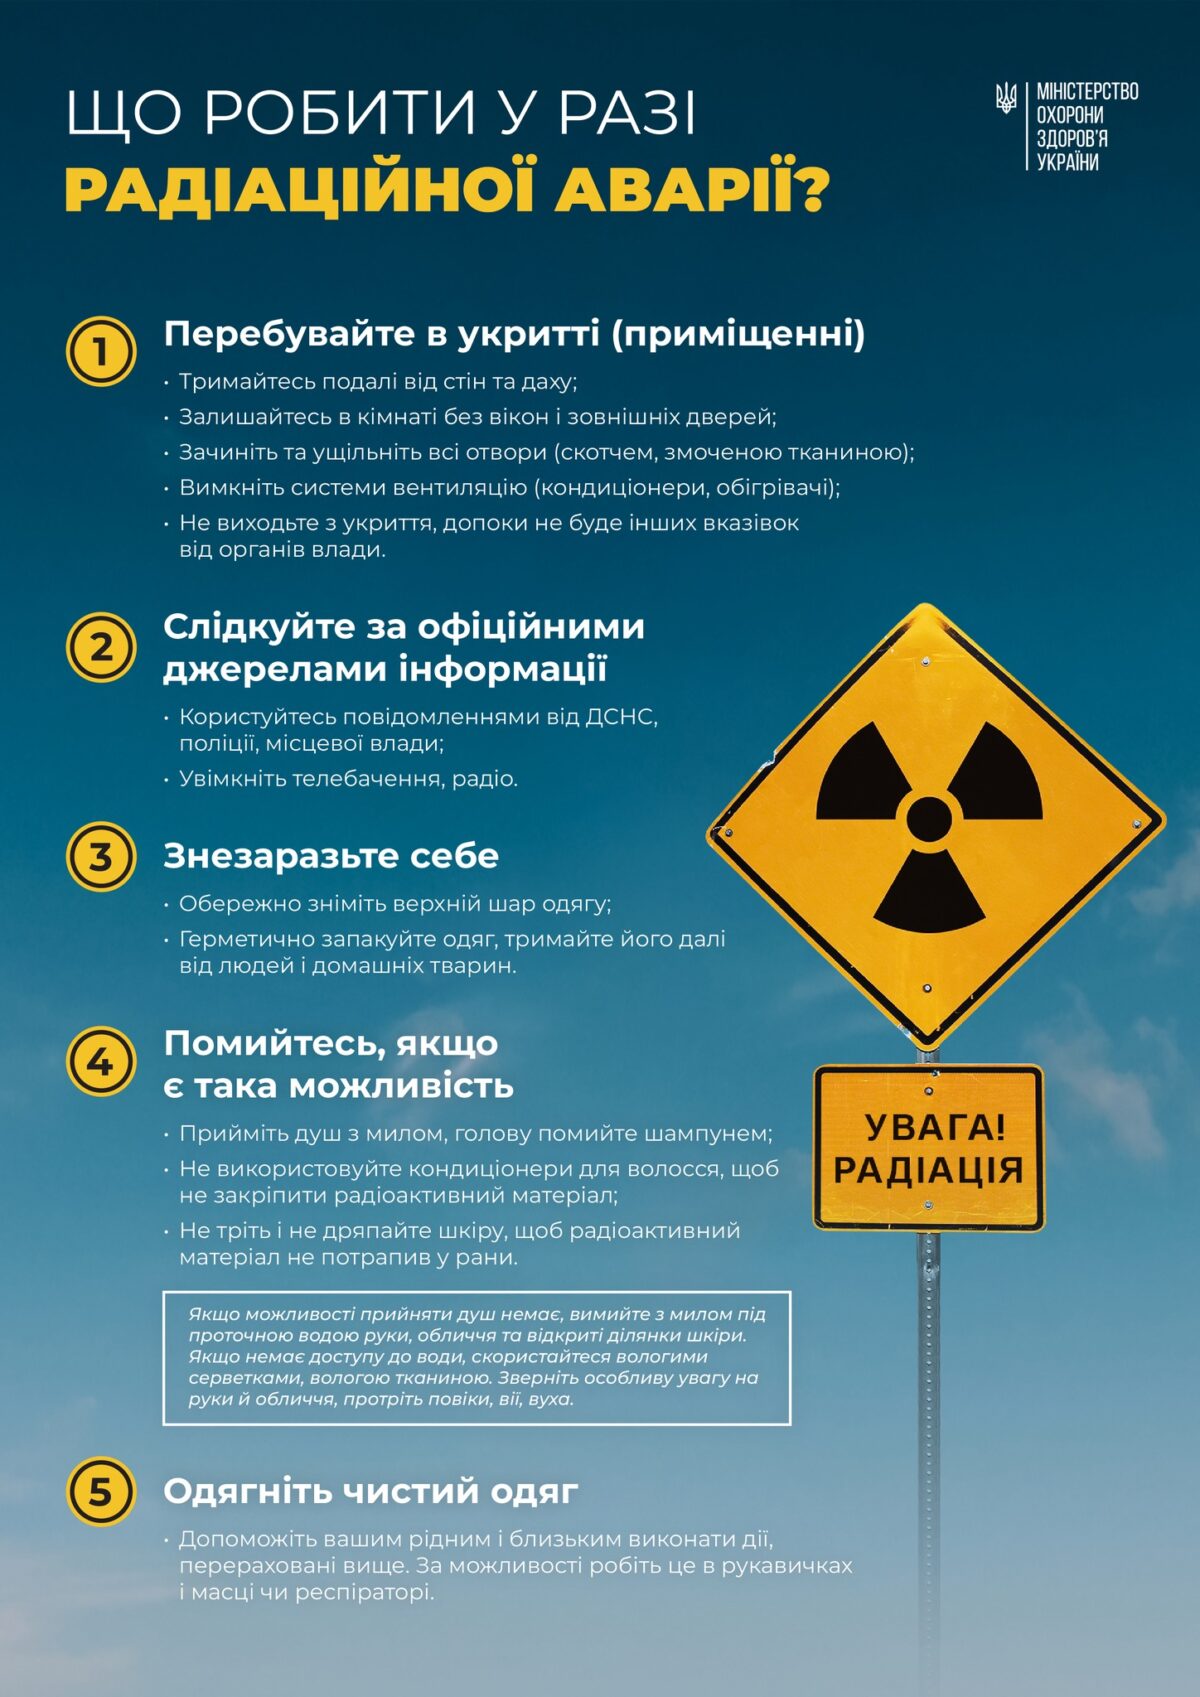 ЩО РОБИТИ У РАЗІ
РАДІАЦІЙНОЇ АВАРІЇ?
МІНІСТЕРСТВО
ОХОРОНИ
ЗДОРОВ'Я
УКРАЇНИ
1
Перебувайте в укритті (приміщенні)
• Тримайтесь подалі від стін та даху;
• Залишайтесь в кімнаті без вікон і зовнішніх дверей;
• Зачиніть та ущільніть всі отвори (скотчем, змоченою тканиною);
• Вимкніть системи вентиляцію (кондиціонери, обігрівачі);
• Не виходьте з укриття, допоки не буде інших вказівок
від органів влади.
2
Слідкуйте за офіційними
джерелами інформації
• Користуйтесь повідомленнями від ДСНС,
поліції, місцевої влади;
• Увімкніть телебачення, радіо.
3
Знезаразьте себе
• Обережно зніміть верхній шар одягу;
• Герметично запакуйте одяг, тримайте його далі
від людей і домашніх тварин.
4
Помийтесь, якщо
є така можливість
• Прийміть душ з милом, голову помийте шампунем;
• Не використовуйте кондиціонери для волосся, щоб
не закріпити радіоактивний матеріал;
• Не тріть і не дряпайте шкіру, щоб радіоактивний
матеріал не потрапив у рани.
Якщо можливості прийняти душ немає, вимийте з милом під
проточною водою руки, обличчя та відкриті ділянки шкіри.
Якщо немає доступу до води, скористайтеся вологими
серветками, вологою тканиною. Зверніть особливу увагу на
руки й обличчя, протріть повіки, вії, вуха.
5
Одягніть чистий одяг
• Допоможіть вашим рідним і близьким виконати дії,
перераховані вище. За можливості робіть це в рукавичках
і масці чи респіраторі.
УВАГА!
РАДІАЦІЯ